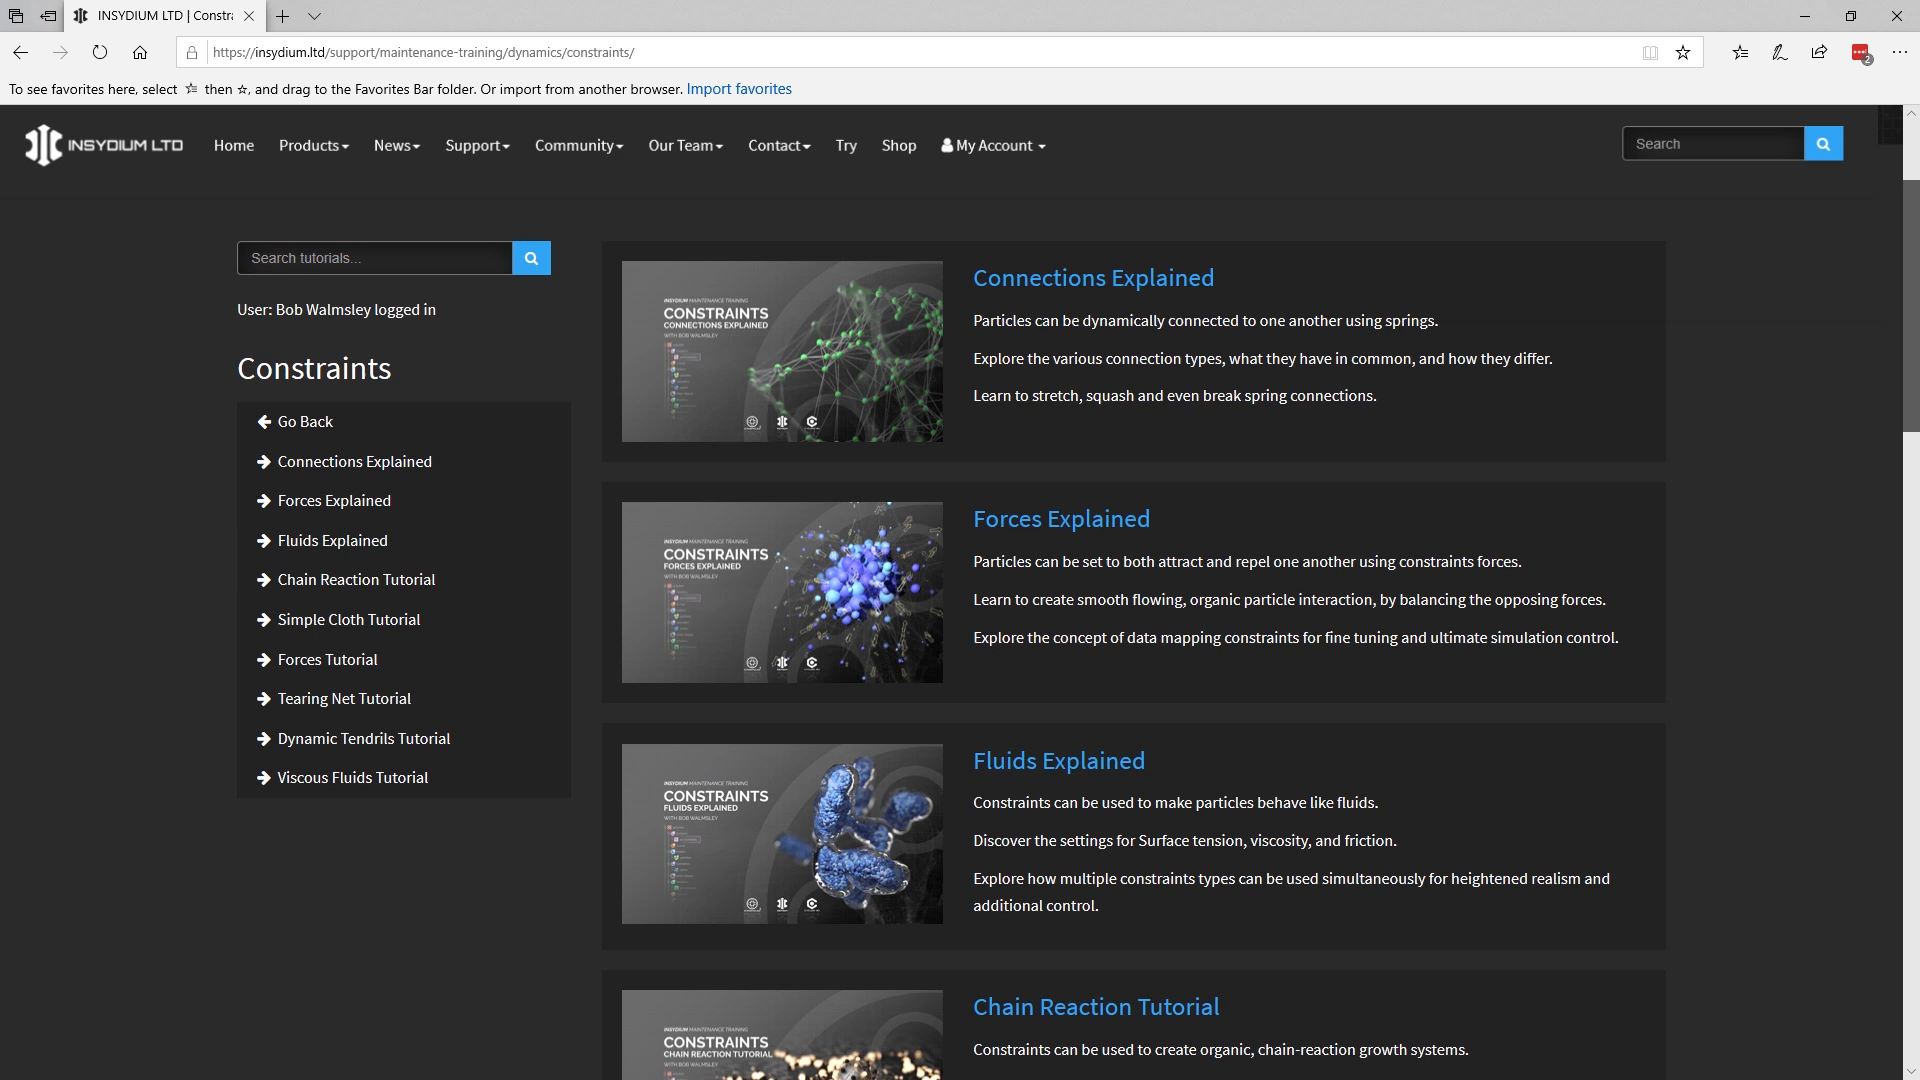 INSYDIUM LTD | Constr
https://insydium.ltd/support/maintenance-training/dynamics/constraints/
2
To see favorites here, select then ☆, and drag to the Favorites Bar folder. Or import from another browser. Import favorites
INSYDIUM LTD
Home Products News Support Community Our Team Contact Try Shop My Account
Search
Search tutorials...
User: Bob Walmsley logged in
Constraints
Go Back
Connections Explained
Forces Explained
Fluids Explained
Chain Reaction Tutorial
Simple Cloth Tutorial
Forces Tutorial
Tearing Net Tutorial
Dynamic Tendrils Tutorial
Viscous Fluids Tutorial
INSYDIUM MAINTENANCE TRAINING
CONSTRAINTS
CONNECTIONS EXPLAINED
WITH BOB WALMSLEY
Connections Explained
Particles can be dynamically connected to one another using springs.
Explore the various connection types, what they have in common, and how they differ.
Learn to stretch, squash and even break spring connections.
INSYDIUM MAINTENANCE TRAINING
CONSTRAINTS
FORCES EXPLAINED
WITH BOB WALMSLEY
Forces Explained
Particles can be set to both attract and repel one another using constraints forces.
Learn to create smooth flowing, organic particle interaction, by balancing the opposing forces.
Explore the concept of data mapping constraints for fine tuning and ultimate simulation control.
INSYDIUM MAINTENANCE TRAINING
CONSTRAINTS
FLUIDS EXPLAINED
WITH BOB WALMSLEY
Fluids Explained
Constraints can be used to make particles behave like fluids.
Discover the settings for Surface tension, viscosity, and friction.
Explore how multiple constraints types can be used simultaneously for heightened realism and
additional control.
INSYDIUM MAINTENANCE TRAINING
CONSTRAINTS
CHAIN REACTION TUTORIAL
WITH BOB WALMSLEY
Chain Reaction Tutorial
Constraints can be used to create organic, chain-reaction growth systems.